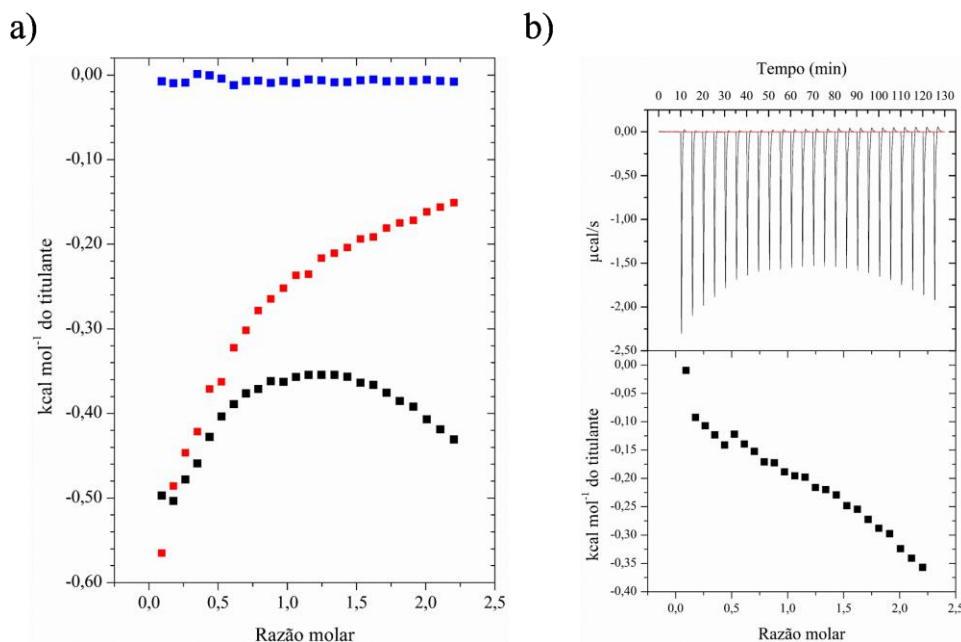 a)
0,00
-0,10
-0,20
-0,30
-0,40
-0,50
-0,60
kcal mol⁻¹ do titulante
0,0 0,5 1,0 1,5 2,0 2,5
Razão molar
b)
Tempo (min)
0 10 20 30 40 50 60 70 80 90 100 110 120 130
0,00
-0,50
-1,00
-1,50
-2,00
-2,50
µcal/s
0,00
-0,05
-0,10
-0,15
-0,20
-0,25
-0,30
-0,35
-0,40
kcal mol⁻¹ do titulante
0,0 0,5 1,0 1,5 2,0 2,5
Razão molar